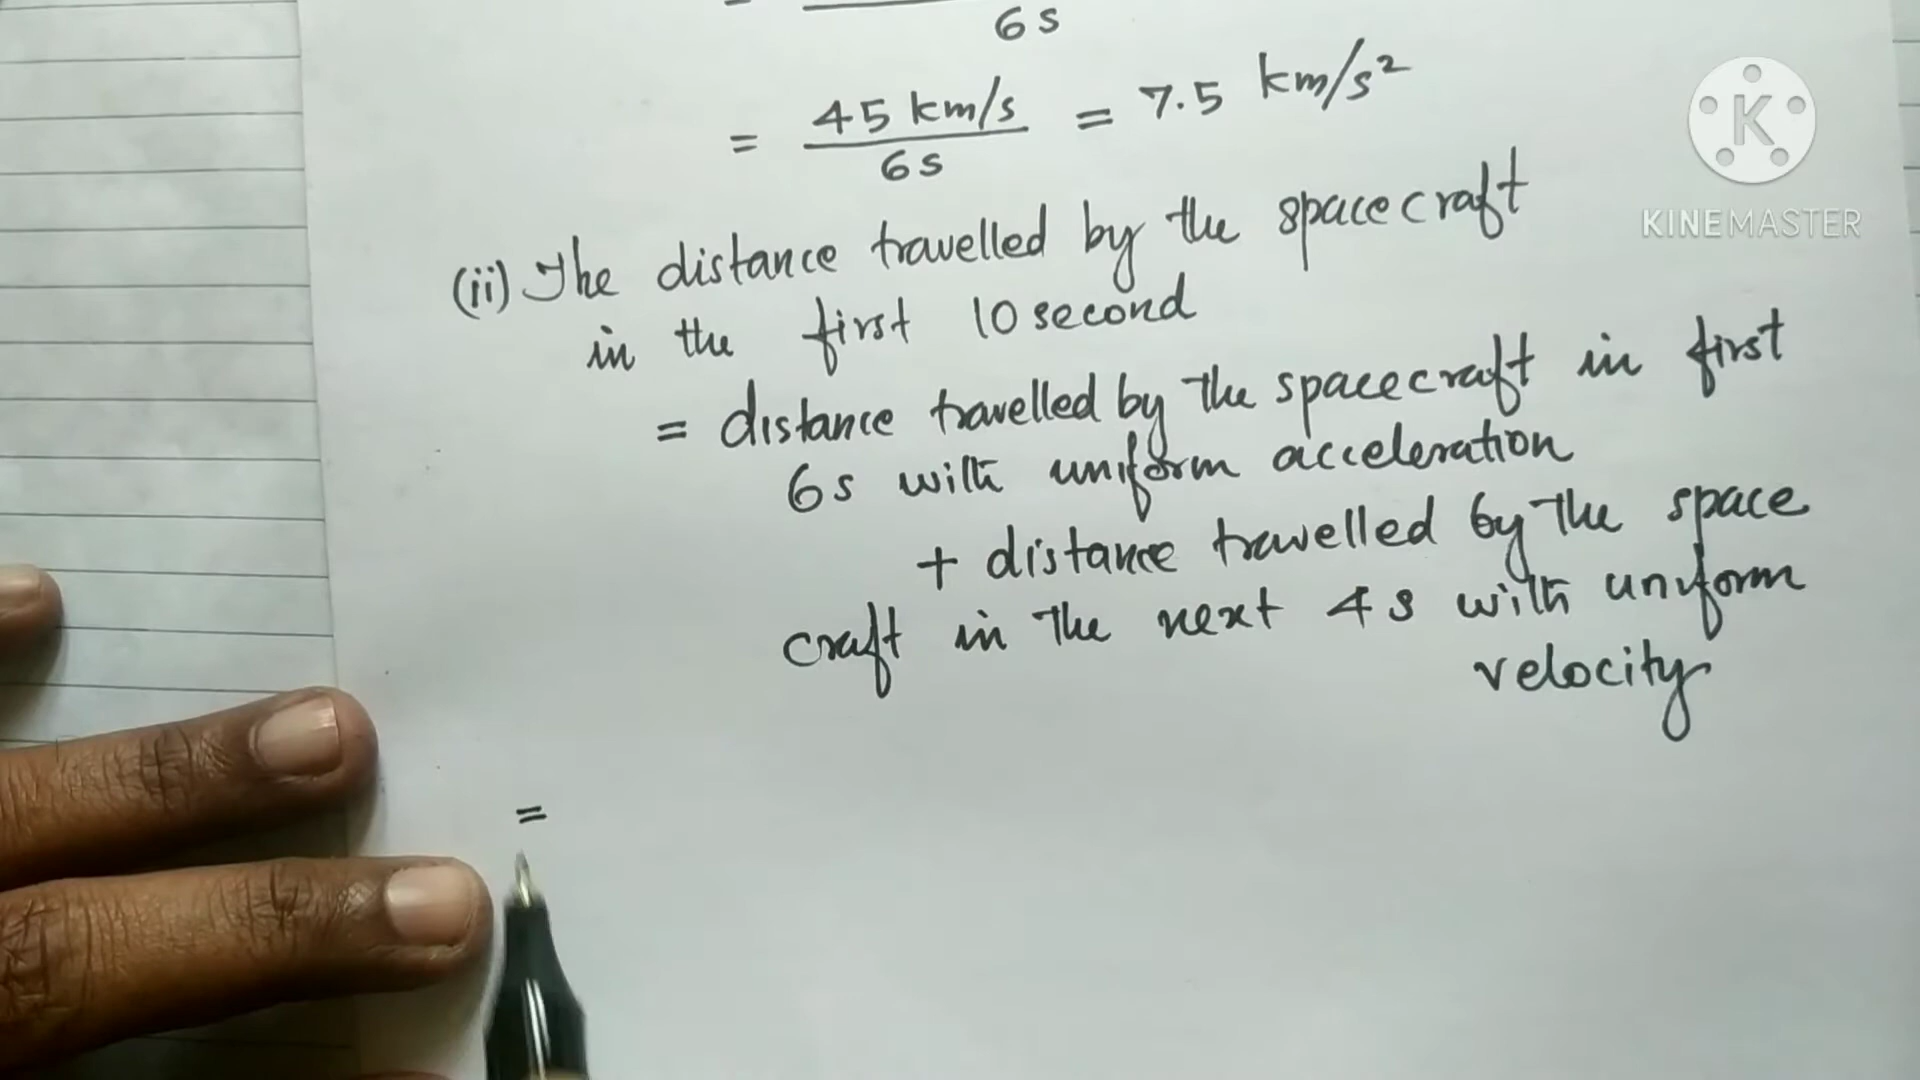 6s
= 45 km/s / 6s = 7.5 km/s²
(ii) The distance travelled by the spacecraft
in the first 10 second
= distance travelled by the spacecraft in first
6s with uniform acceleration
+ distance travelled by the space
craft in the next 4s with uniform
velocity
=
K
KINEMASTER